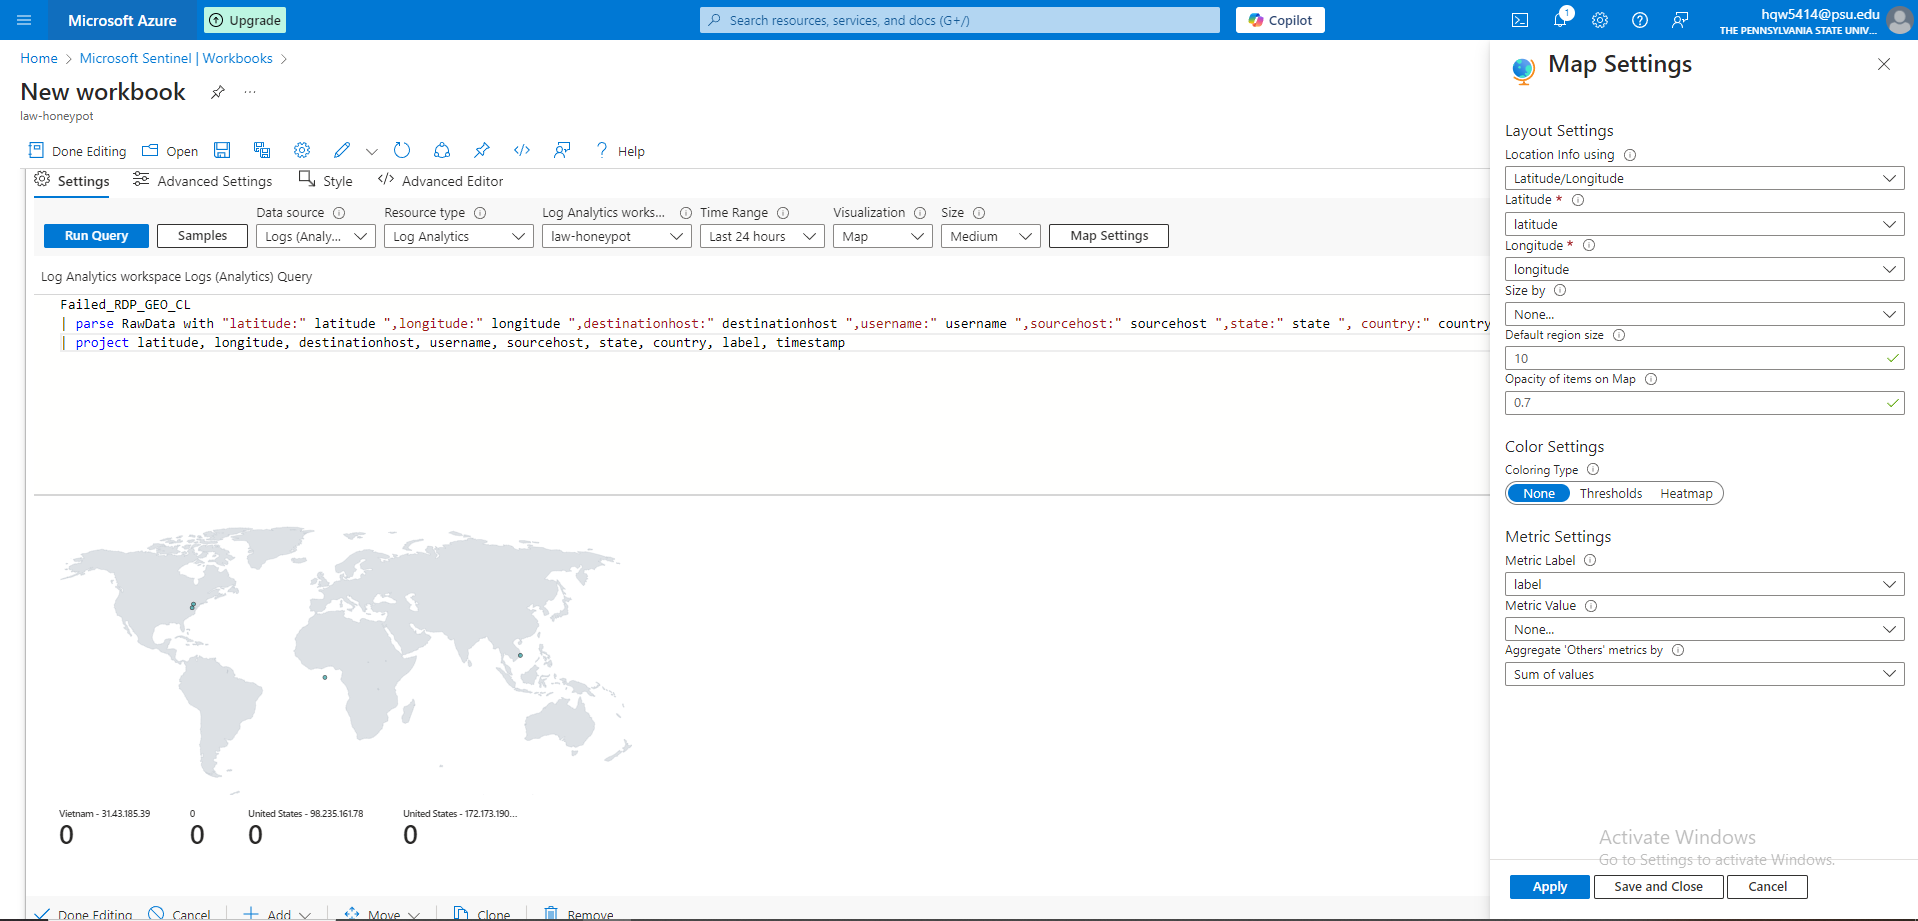 Microsoft Azure
Upgrade
Search resources, services, and docs (G+/)
Copilot
1
hqw5414@psu.edu
THE PENNSYLVANIA STATE UNIV...
Home > Microsoft Sentinel | Workbooks >
New workbook
law-honeypot
Done Editing
Open
Help
Settings
Advanced Settings
Style
Advanced Editor
Data source
Resource type
Log Analytics works...
Time Range
Visualization
Size
Run Query
Samples
Logs (Analy...
Log Analytics
law-honeypot
Last 24 hours
Map
Medium
Map Settings
Log Analytics workspace Logs (Analytics) Query
Failed_RDP_GEO_CL
| parse RawData with "latitude:" latitude ",longitude:" longitude ",destinationhost:" destinationhost ",username:" username ",sourcehost:" sourcehost ",state:" state ", country:" country
| project latitude, longitude, destinationhost, username, sourcehost, state, country, label, timestamp
Vietnam - 31.43.185.39
0
0
0
United States - 98.235.161.78
0
United States - 172.173.190...
0
Done Editing
Cancel
Add
Move
Clone
Remove
Map Settings
Layout Settings
Location Info using
Latitude/Longitude
Latitude *
latitude
Longitude *
longitude
Size by
None...
Default region size
10
Opacity of items on Map
0.7
Color Settings
Coloring Type
None
Thresholds
Heatmap
Metric Settings
Metric Label
label
Metric Value
None...
Aggregate 'Others' metrics by
Sum of values
Activate Windows
Go to Settings to activate Windows.
Apply
Save and Close
Cancel